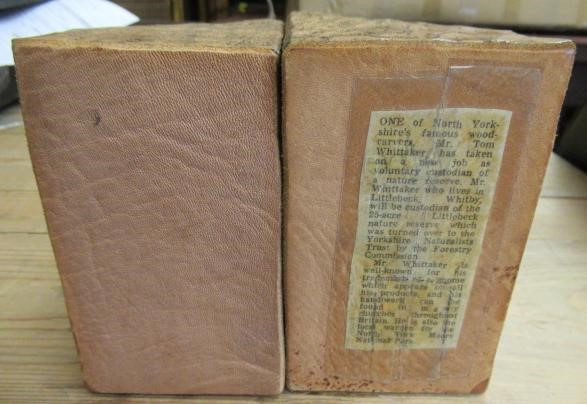 ONE of North York-
shire's famous wood-
carvers, Mr. Tom
Whittaker, has taken
on a new job as
voluntary custodian of
a nature reserve. Mr.
Whittaker who lives in
Littlebeck, Whitby,
will be custodian of the
25-acre Littlebeck
nature reserve which
was turned over to the
Yorkshire Naturalists
Trust by the Forestry
Commission
Mr. Whittaker is
well-known for his
gnome
which appears on all
his products, and his
handwork can be
found in many
churches throughout
Britain. He is also the
local warden for the
North York Moors
National Park.